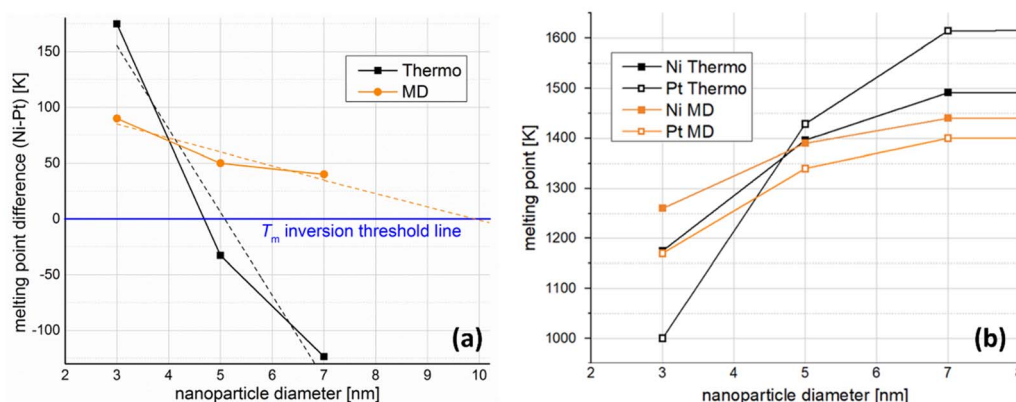 melting point difference (Ni-Pt) [K]
150
100
50
0
-50
-100
Thermo
MD
Tm inversion threshold line
(a)
2 3 4 5 6 7 8 9 10
nanoparticle diameter [nm]
melting point [K]
1600
1500
1400
1300
1200
1100
1000
Ni Thermo
Pt Thermo
Ni MD
Pt MD
(b)
2 3 4 5 6 7 8
nanoparticle diameter [nm]